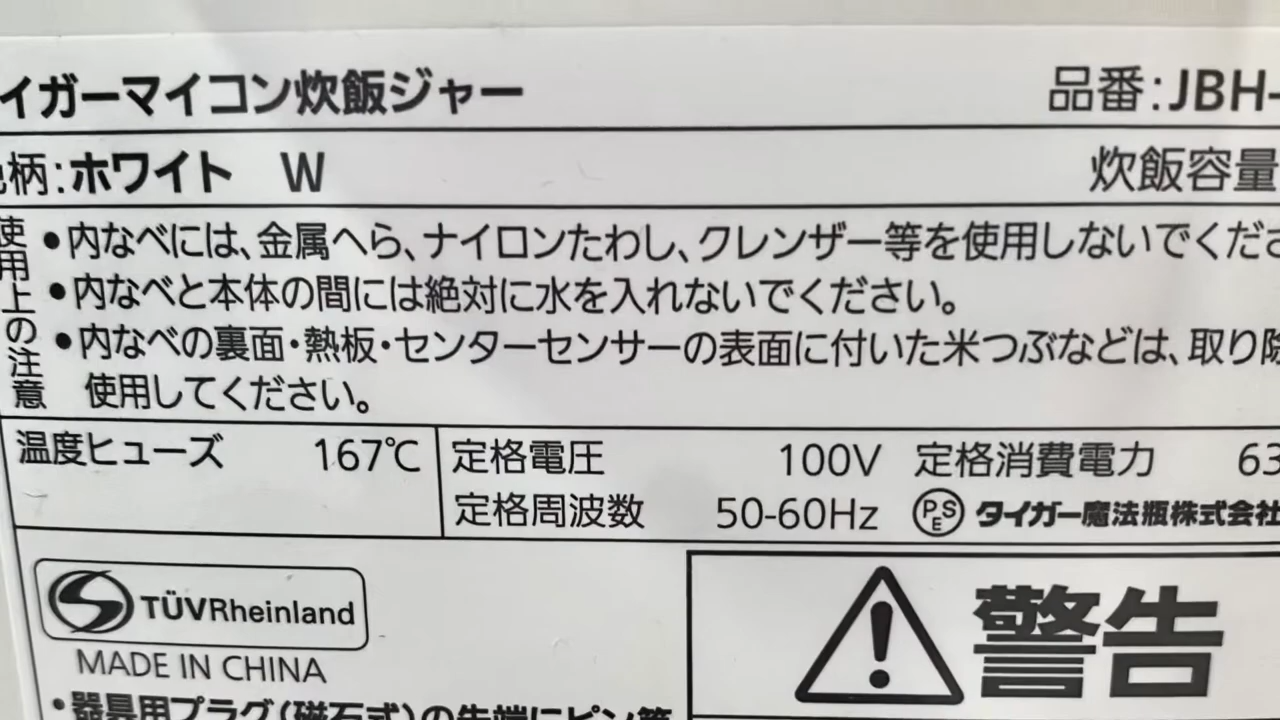 イガーマイコン炊飯ジャー 品番:JBH-
柄:ホワイト W 炊飯容量
使用上の注意
•内なべには、金属へら、ナイロンたわし、クレンザー等を使用しないでくださ
•内なべと本体の間には絶対に水を入れないでください。
•内なべの裏面・熱板・センターセンサーの表面に付いた米つぶなどは、取り除
使用してください。
温度ヒューズ 167℃ 定格電圧 100V 定格消費電力 63
定格周波数 50-60Hz PSE タイガー魔法瓶株式会社
TÜVRheinland
MADE IN CHINA
警告
•器具用プラグ(磁石式)の先端にピン等